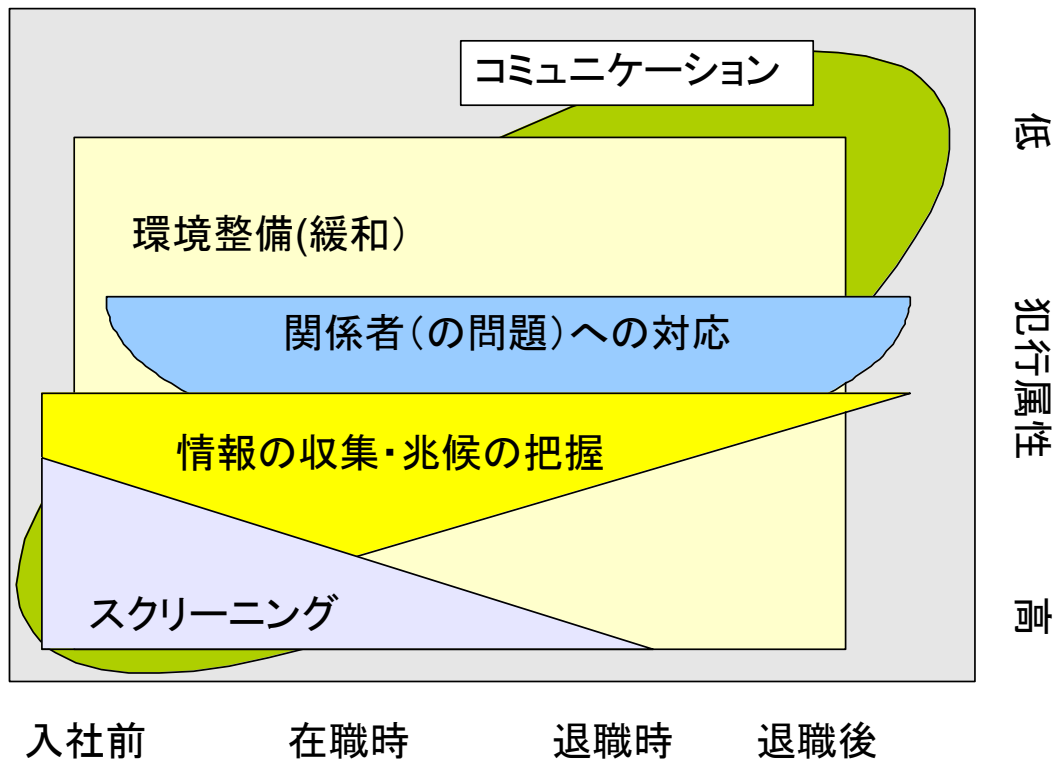 コミュニケーション
環境整備(緩和）
関係者（の問題）への対応
情報の収集・兆候の把握
スクリーニング
低
犯行属性
高
入社前 在職時 退職時 退職後